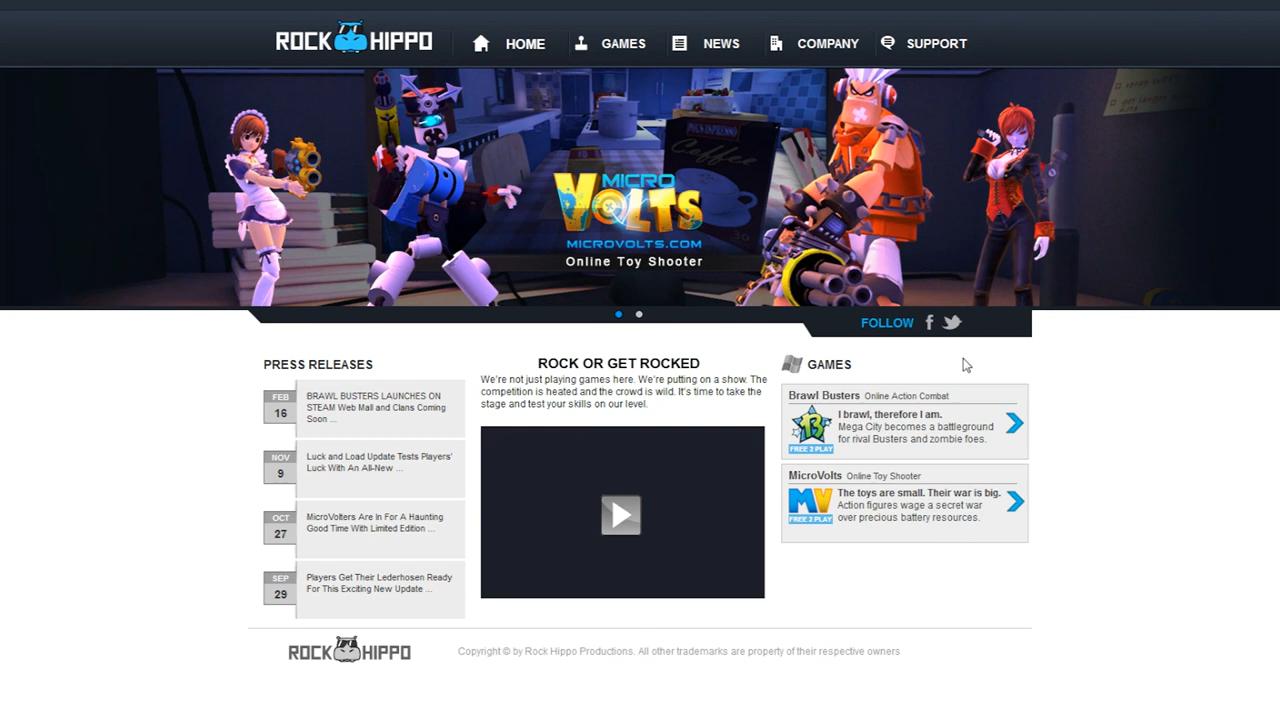 ROCK HIPPO
HOME
GAMES
NEWS
COMPANY
SUPPORT
Coffee
MICRO
VOLTS
MICROVOLTS.COM
Online Toy Shooter
FOLLOW
PRESS RELEASES
FEB
16
BRAWL BUSTERS LAUNCHES ON
STEAM Web Mall and Clans Coming
Soon ...
NOV
9
Luck and Load Update Tests Players'
Luck With An All-New ...
OCT
27
MicroVolters Are In For A Haunting
Good Time With Limited Edition ...
SEP
29
Players Get Their Lederhosen Ready
For This Exciting New Update ...
ROCK OR GET ROCKED
We're not just playing games here. We're putting on a show. The
competition is heated and the crowd is wild. It's time to take the
stage and test your skills on our level.
GAMES
Brawl Busters Online Action Combat
I brawl, therefore I am.
Mega City becomes a battleground
for rival Busters and zombie foes.
FREE 2 PLAY
MicroVolts Online Toy Shooter
MV
The toys are small. Their war is big.
Action figures wage a secret war
over precious battery resources.
FREE 2 PLAY
ROCK HIPPO
Copyright © by Rock Hippo Productions. All other trademarks are property of their respective owners